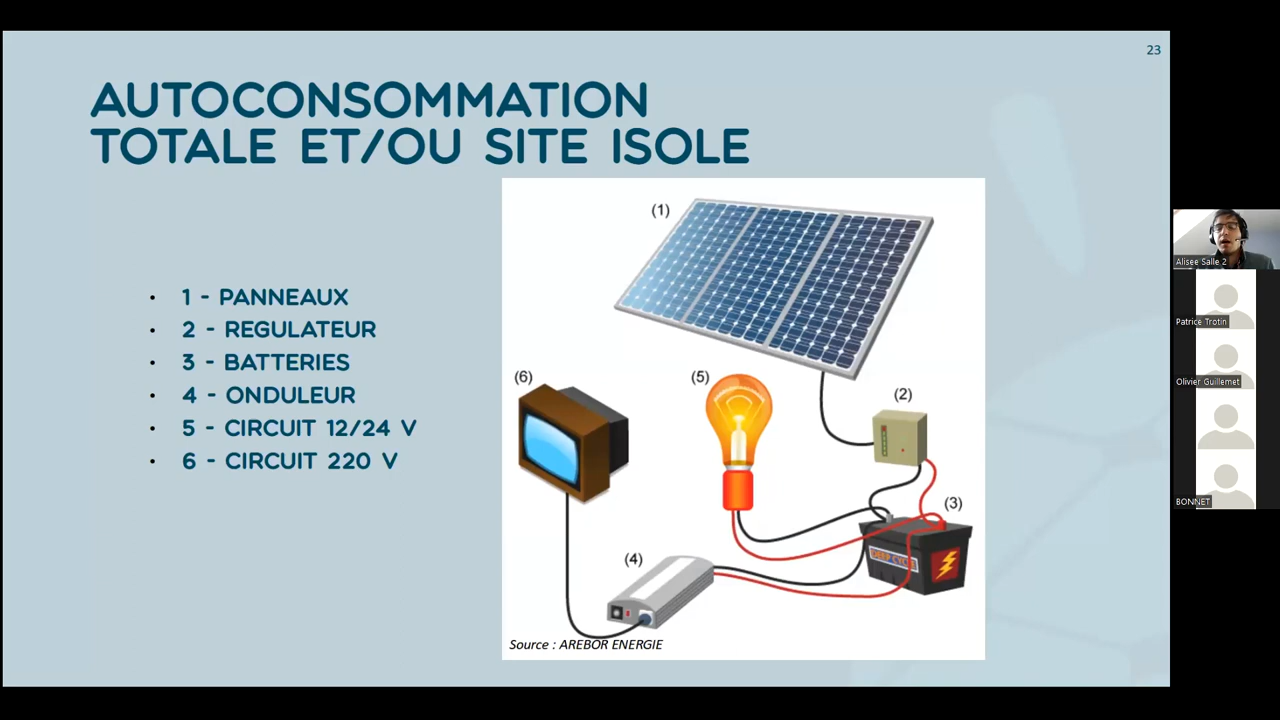 23
AUTOCONSOMMATION
TOTALE ET/OU SITE ISOLE
• 1 - PANNEAUX
• 2 - REGULATEUR
• 3 - BATTERIES
• 4 - ONDULEUR
• 5 - CIRCUIT 12/24 V
• 6 - CIRCUIT 220 V
(1)
(6)
(5)
(2)
(3)
DEEP CYCLE
(4)
Source : AREBOR ENERGIE
Alisee Salle 2
Patrice Trotin
Olivier Guillemet
BONNET